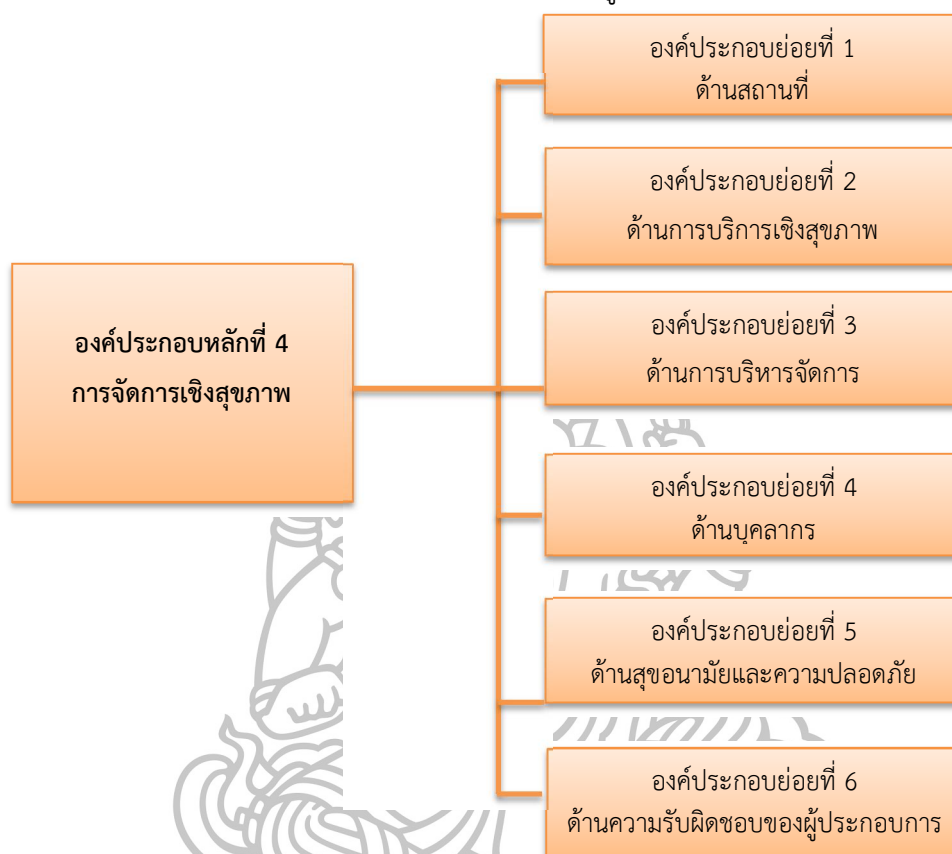 องค์ประกอบหลักที่ 4
การจัดการเชิงสุขภาพ
องค์ประกอบย่อยที่ 1
ด้านสถานที่
องค์ประกอบย่อยที่ 2
ด้านการบริการเชิงสุขภาพ
องค์ประกอบย่อยที่ 3
ด้านการบริหารจัดการ
องค์ประกอบย่อยที่ 4
ด้านบุคลากร
องค์ประกอบย่อยที่ 5
ด้านสุขอนามัยและความปลอดภัย
องค์ประกอบย่อยที่ 6
ด้านความรับผิดชอบของผู้ประกอบการ